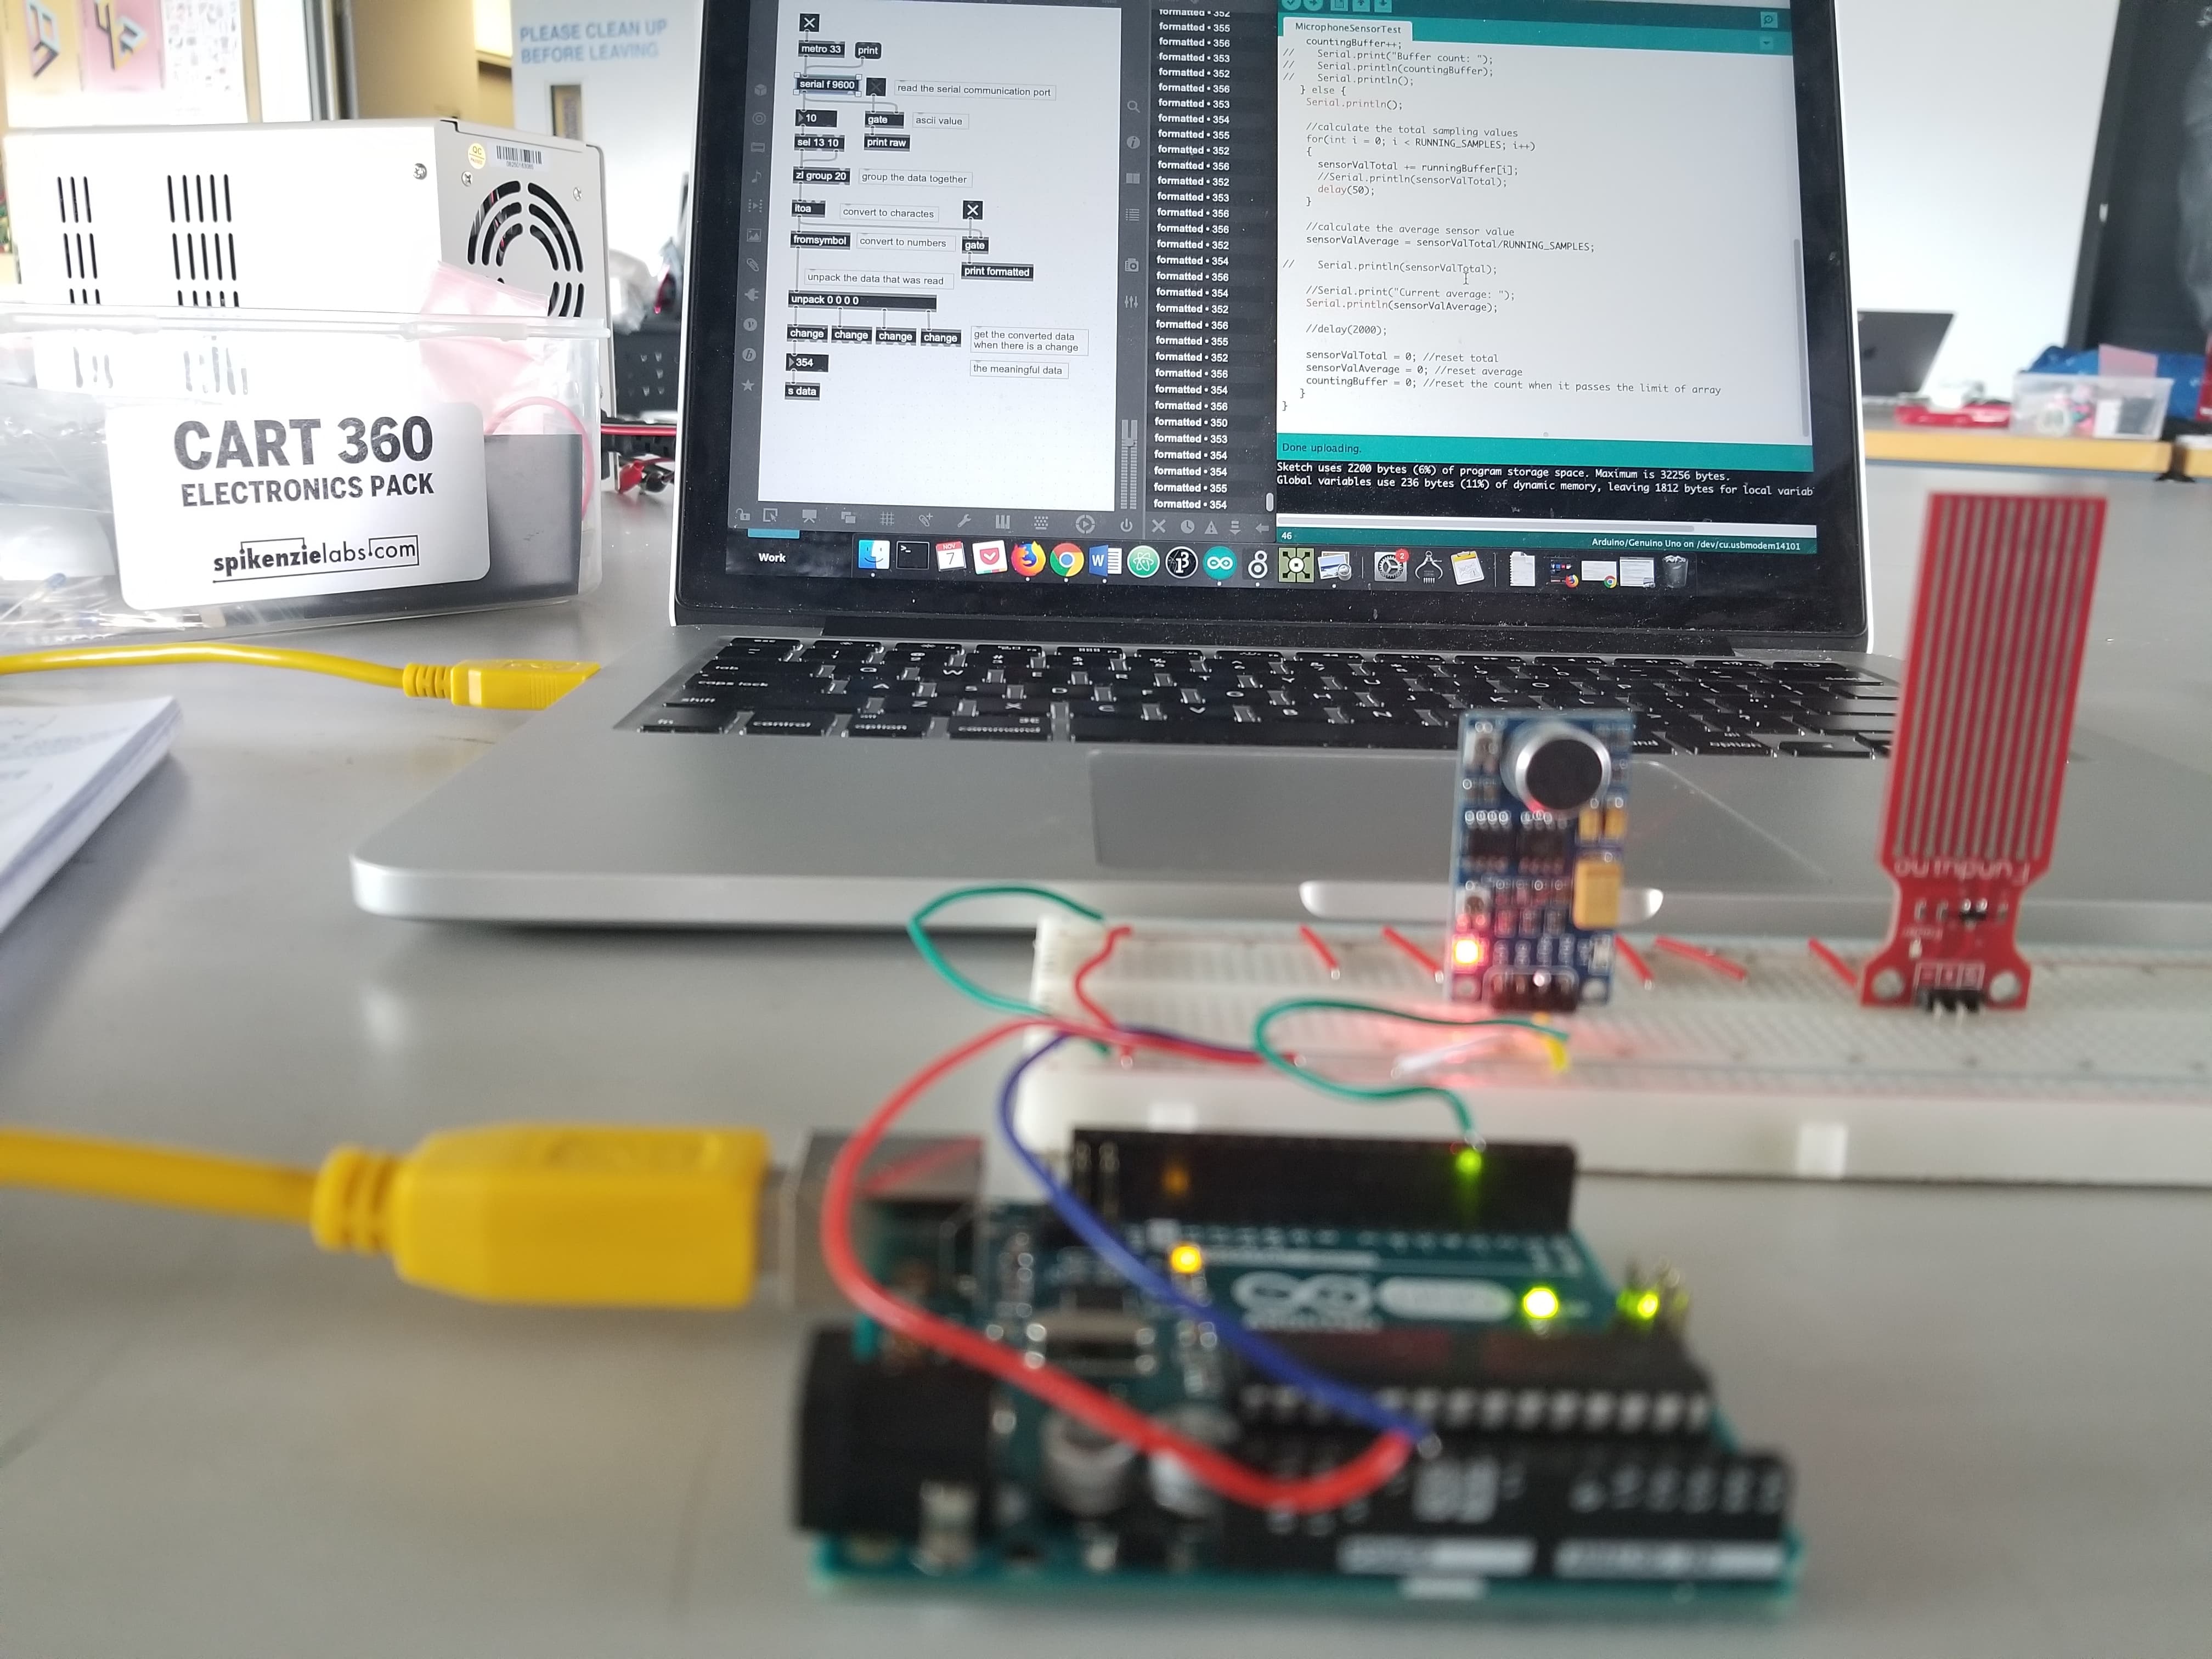 PLEASE CLEAN UP
BEFORE LEAVING
CART 360
ELECTRONICS PACK
spikenzielabs.com
metro 33
print
serial f 9600
read the serial communication port
10
gate
ascii value
sel 13 10
print raw
zl group 20
group the data together
itoa
convert to charactes
fromsymbol
convert to numbers
gate
print formatted
unpack the data that was read
unpack 0 0 0 0
change
change
change
change
get the converted data
when there is a change
354
the meaningful data
s data
formatted • 352
formatted • 355
formatted • 356
formatted • 353
formatted • 352
formatted • 356
formatted • 353
formatted • 354
formatted • 355
formatted • 352
formatted • 356
formatted • 352
formatted • 353
formatted • 356
formatted • 356
formatted • 352
formatted • 354
formatted • 356
formatted • 354
formatted • 352
formatted • 356
formatted • 355
formatted • 352
formatted • 356
formatted • 354
formatted • 356
formatted • 350
formatted • 353
formatted • 354
formatted • 354
formatted • 355
formatted • 354
MicrophoneSensorTest
countingBuffer++;
// Serial.print("Buffer count: ");
// Serial.println(countingBuffer);
// Serial.println();
} else {
Serial.println();
//calculate the total sampling values
for(int i = 0; i < RUNNING_SAMPLES; i++)
{
sensorValTotal += runningBuffer[i];
//Serial.println(sensorValTotal);
delay(50);
}
//calculate the average sensor value
sensorValAverage = sensorValTotal/RUNNING_SAMPLES;
// Serial.println(sensorValTotal);
//Serial.print("Current average: ");
Serial.println(sensorValAverage);
//delay(2000);
sensorValTotal = 0; //reset total
sensorValAverage = 0; //reset average
countingBuffer = 0; //reset the count when it passes the limit of array
}
}
Done uploading.
Sketch uses 2200 bytes (6%) of program storage space. Maximum is 32256 bytes.
Global variables use 236 bytes (11%) of dynamic memory, leaving 1812 bytes for local variab
46
Arduino/Genuino Uno on /dev/cu.usbmodem14101
Work
NOV
7
2
caps lock
shift
fn
control
option
command
option